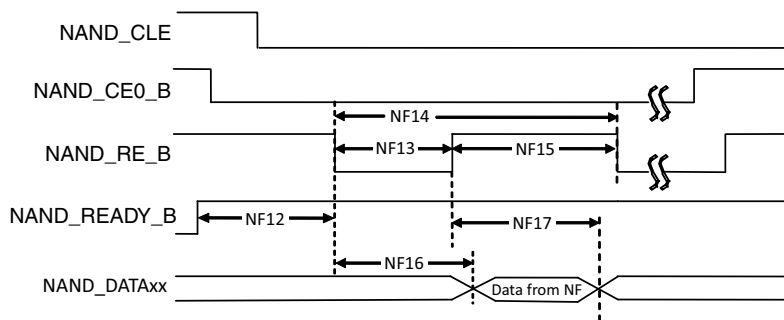 NAND_CLE
NAND_CE0_B
NF14
NAND_RE_B
NF13
NF15
NAND_READY_B
NF12
NF17
NF16
NAND_DATAxx
Data from NF